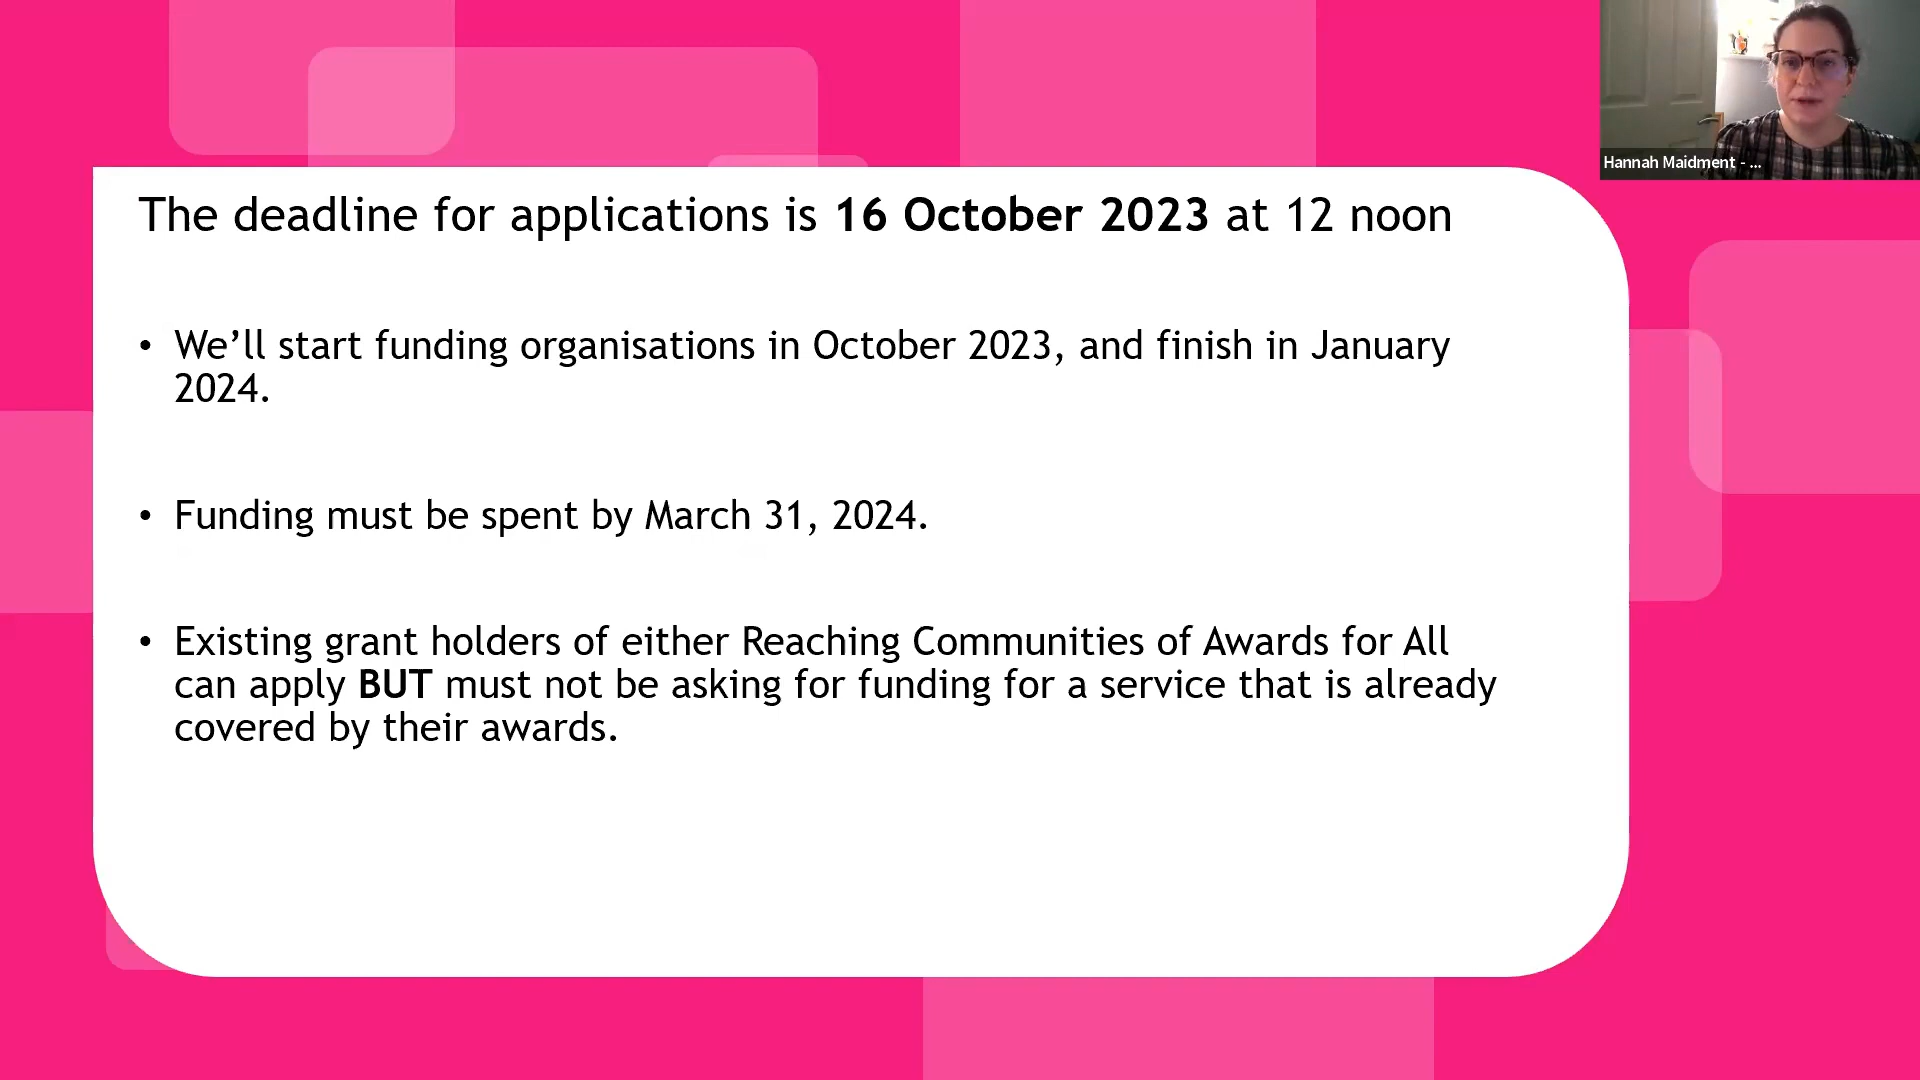 Hannah Maidment - ...
The deadline for applications is 16 October 2023 at 12 noon
• We’ll start funding organisations in October 2023, and finish in January
2024.
• Funding must be spent by March 31, 2024.
• Existing grant holders of either Reaching Communities of Awards for All
can apply BUT must not be asking for funding for a service that is already
covered by their awards.